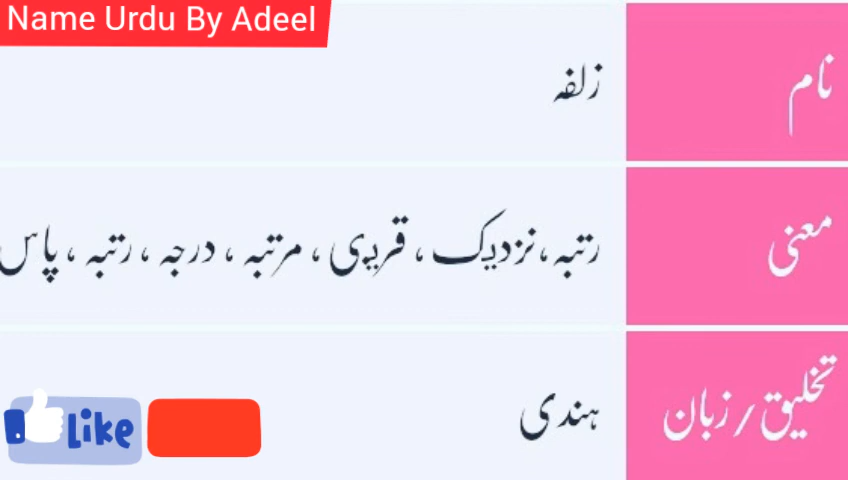 Name Urdu By Adeel
نام
زلفہ
معنی
رتبہ،نزدیک ، قریبی ، مرتبہ ، درجہ ، رتبہ ، پاس
تخلیق / زبان
ہندی
Like